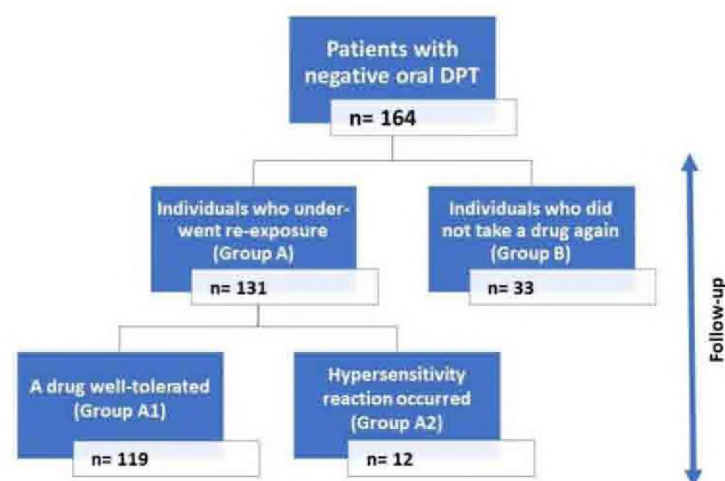 Patients with
negative oral DPT
n= 164
Individuals who under-
went re-exposure
(Group A)
n= 131
Individuals who did
not take a drug again
(Group B)
n= 33
A drug well-tolerated
(Group A1)
n= 119
Hypersensitivity
reaction occurred
(Group A2)
n= 12
Follow-up